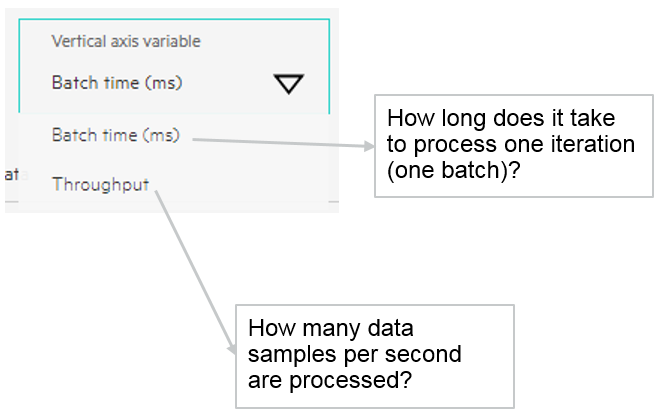 Vertical axis variable
Batch time (ms)
Batch time (ms)
at
Throughput
How long does it take
to process one iteration
(one batch)?
How many data
samples per second
are processed?